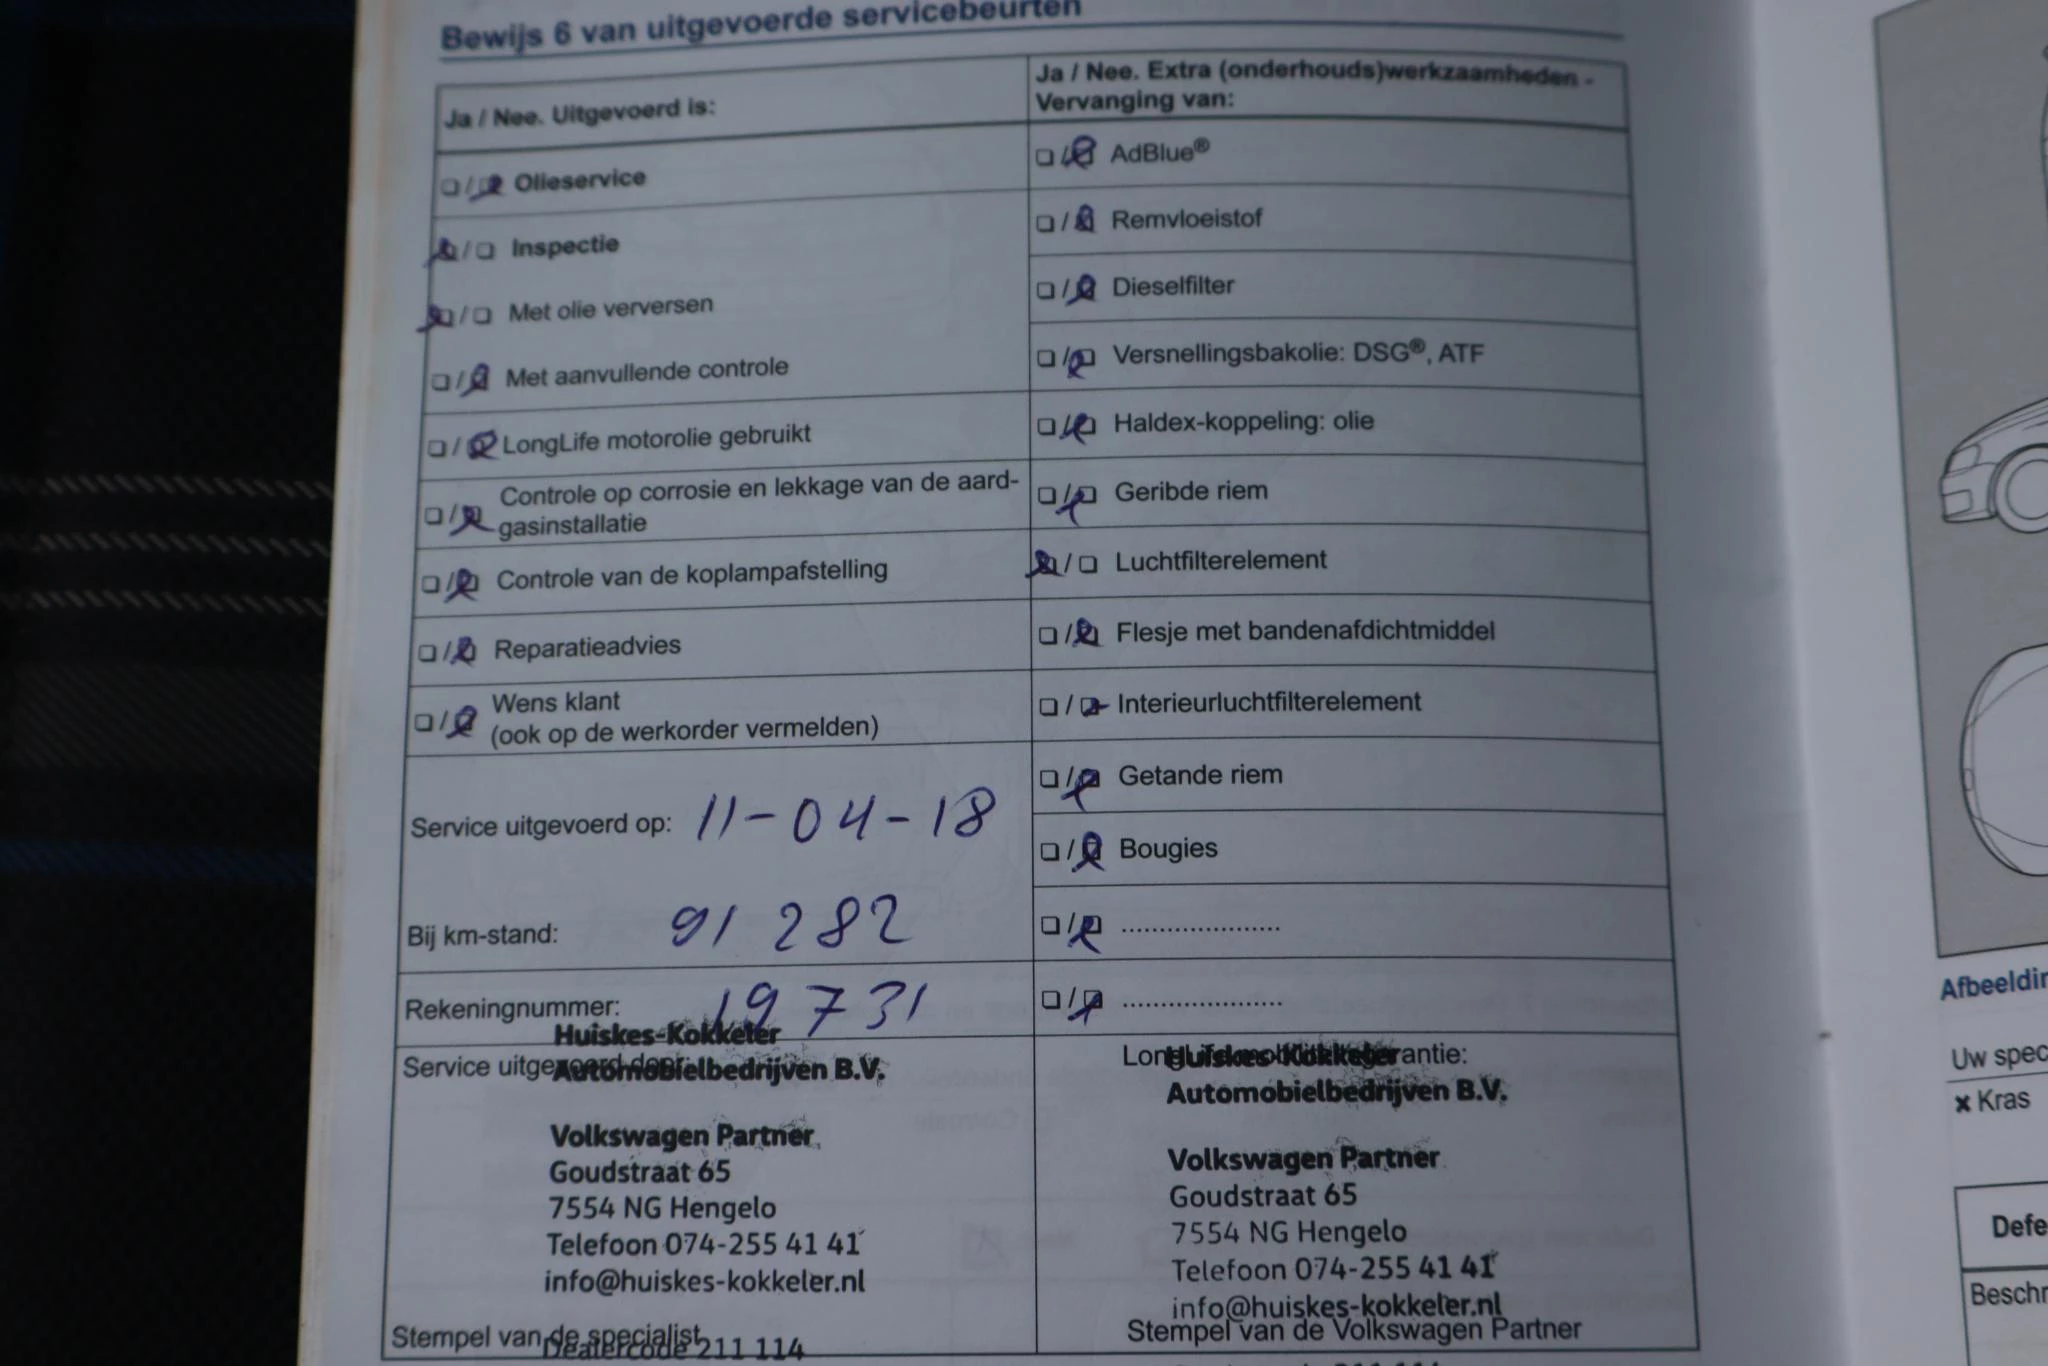 Bewijs 6 van uitgevoerde servicebeurten
Ja / Nee. Uitgevoerd is:
Olieservice
Inspectie
Met olie verversen
Met aanvullende controle
LongLife motorolie gebruikt
Controle op corrosie en lekkage van de aard-
gasinstallatie
Controle van de koplampafstelling
Reparatieadvies
Wens klant
(ook op de werkorder vermelden)
Service uitgevoerd op: 11-04-18
Bij km-stand: 91 282
Rekeningnummer: 19731
Service uitgevoerd door:
Huiskes-Kokkeler
Automobielbedrijven B.V.
Volkswagen Partner
Goudstraat 65
7554 NG Hengelo
Telefoon 074-255 41 41
info@huiskes-kokkeler.nl
Stempel van de specialist
Dealercode 211 114
Ja / Nee. Extra (onderhouds)werkzaamheden -
Vervanging van:
AdBlue®
Remvloeistof
Dieselfilter
Versnellingsbakolie: DSG®, ATF
Haldex-koppeling: olie
Geribde riem
Luchtfilterelement
Flesje met bandenafdichtmiddel
Interieurluchtfilterelement
Getande riem
Bougies
.....................
.....................
Huiskes-Kokkeler
Automobielbedrijven B.V.
Volkswagen Partner
Goudstraat 65
7554 NG Hengelo
Telefoon 074-255 41 41
info@huiskes-kokkeler.nl
Stempel van de Volkswagen Partner
Uw spec
x Kras